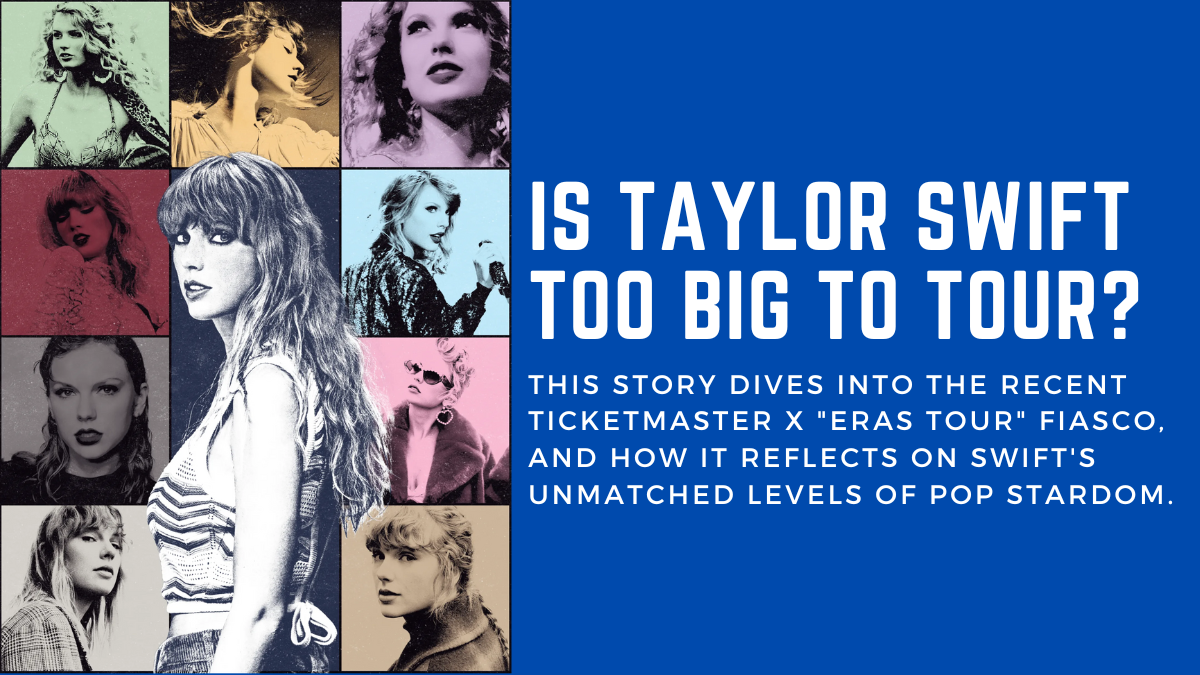 IS TAYLOR SWIFT
TOO BIG TO TOUR?
THIS STORY DIVES INTO THE RECENT
TICKETMASTER X "ERAS TOUR" FIASCO,
AND HOW IT REFLECTS ON SWIFT'S
UNMATCHED LEVELS OF POP STARDOM.